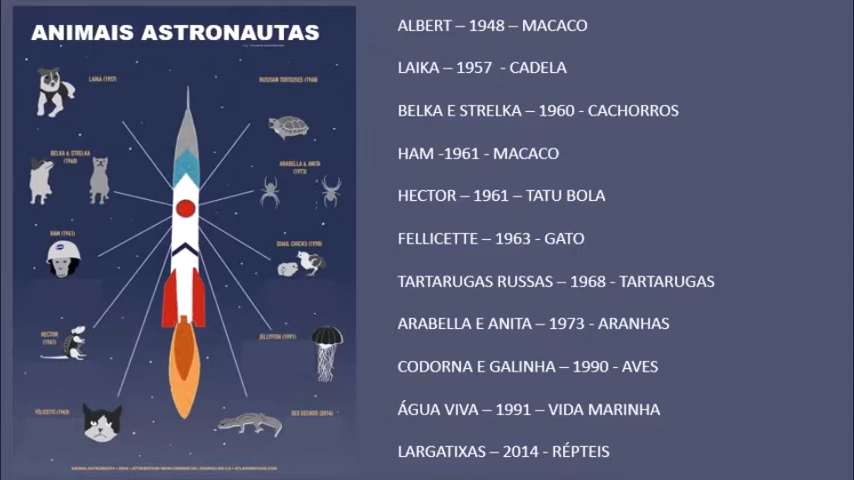 ANIMAIS ASTRONAUTAS
LAIKA (1957)
RUSSIAN TORTOISES (1968)
BELKA & STRELKA
(1960)
ARABELLA & ANITA
(1973)
HAM (1961)
QUAIL CHICKS (1990)
HECTOR
(1961)
JELLYFISH (1991)
FÉLICETTE (1963)
SEX GECKOS (2014)
ALBERT – 1948 – MACACO
LAIKA – 1957 - CADELA
BELKA E STRELKA – 1960 - CACHORROS
HAM -1961 - MACACO
HECTOR – 1961 – TATU BOLA
FELLICETTE – 1963 - GATO
TARTARUGAS RUSSAS – 1968 - TARTARUGAS
ARABELLA E ANITA – 1973 - ARANHAS
CODORNA E GALINHA – 1990 - AVES
ÁGUA VIVA – 1991 – VIDA MARINHA
LARGATIXAS – 2014 - RÉPTEIS